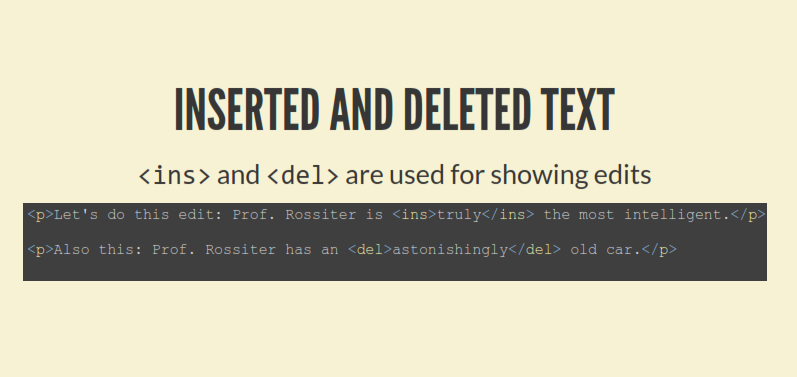 INSERTED AND DELETED TEXT
<ins> and <del> are used for showing edits
<p>Let's do this edit: Prof. Rossiter is <ins>truly</ins> the most intelligent.</p>
<p>Also this: Prof. Rossiter has an <del>astonishingly</del> old car.</p>